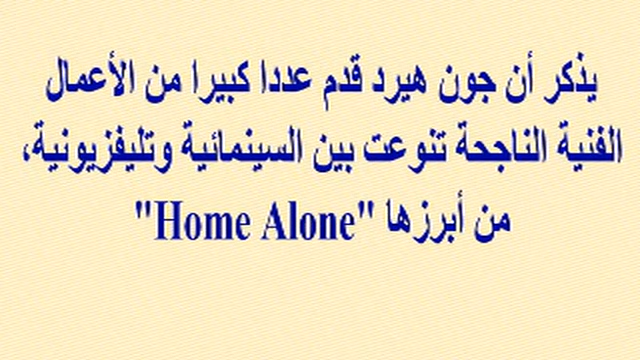 يذكر أن جون هيرد قدم عددا كبيرا من الأعمال
الفنية الناجحة تنوعت بين السينمائية وتليفزيونية،
من أبرزها "Home Alone"